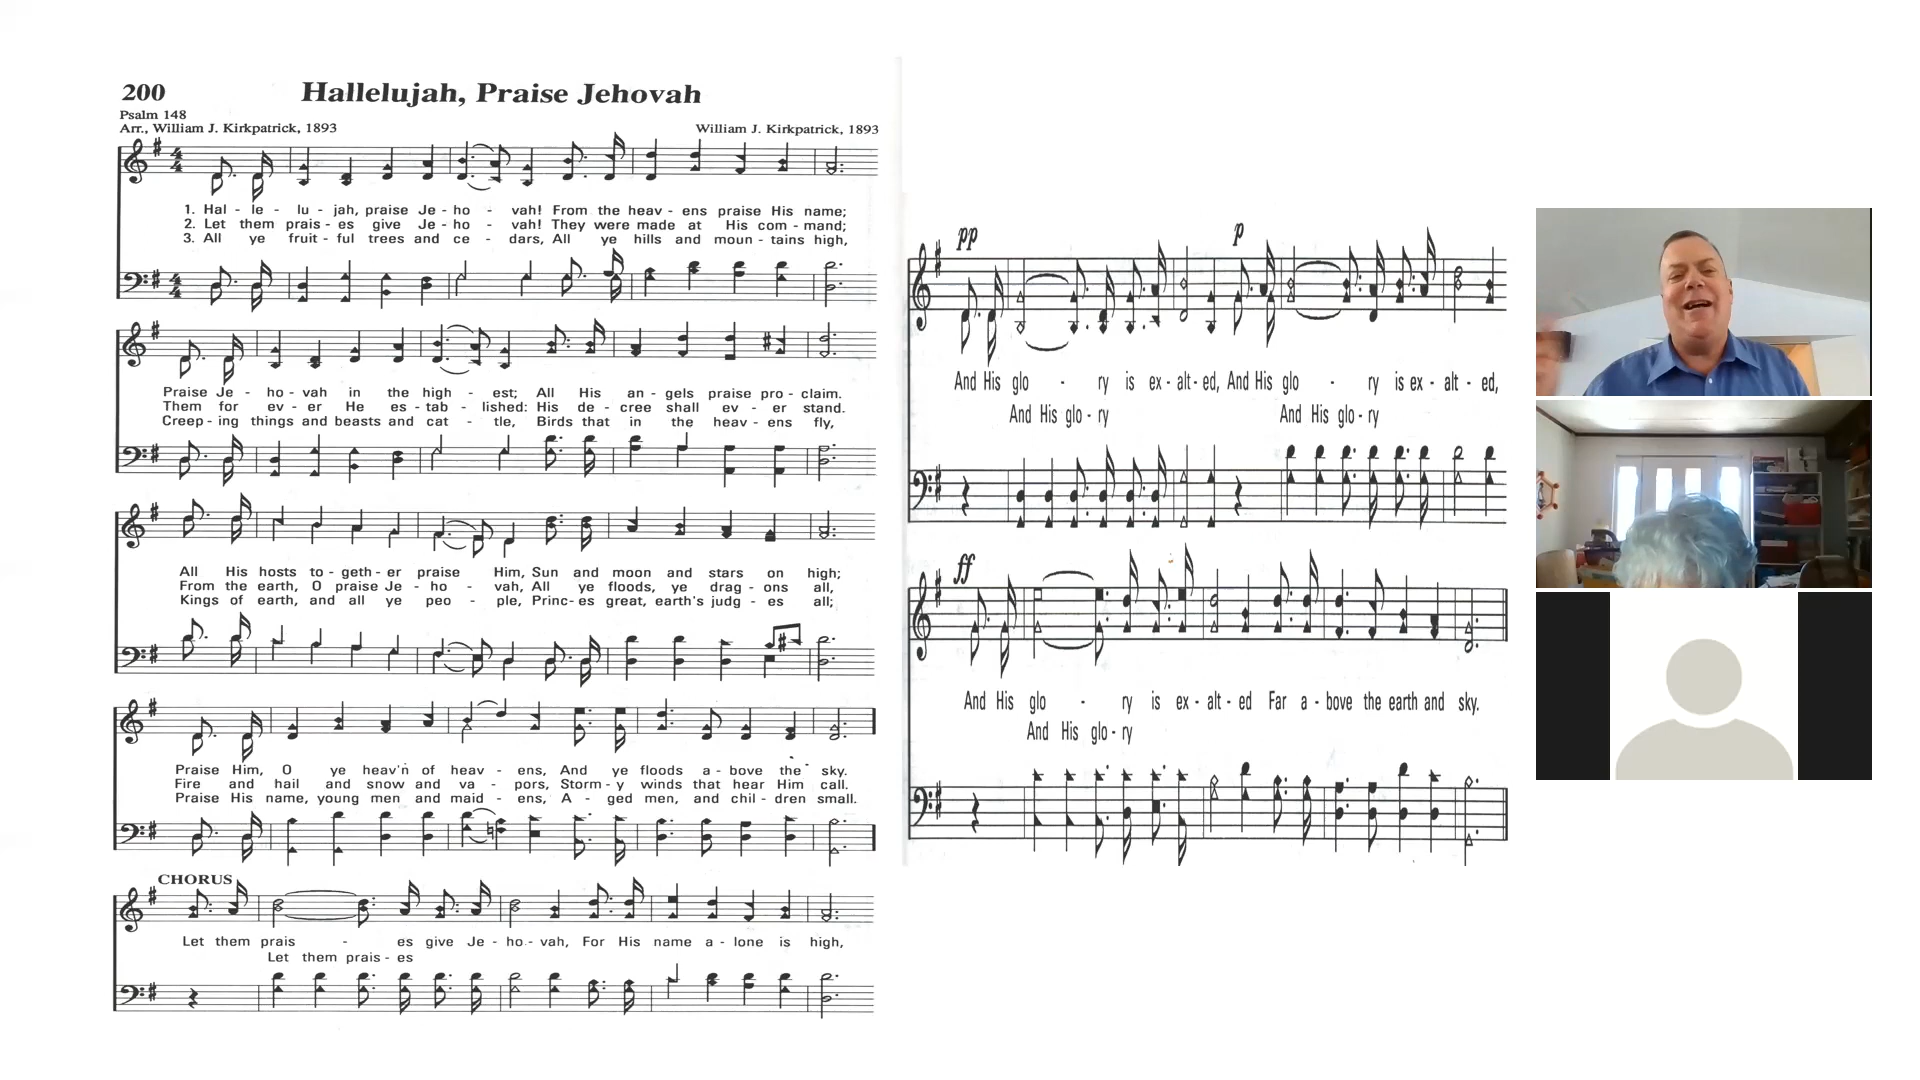 200
Hallelujah, Praise Jehovah
Psalm 148
Arr., William J. Kirkpatrick, 1893
William J. Kirkpatrick, 1893
1. Hal - le - lu - jah, praise Je - ho - vah! From the heav - ens praise His name;
2. Let them prais - es give Je - ho - vah! They were made at His com - mand;
3. All ye fruit - ful trees and ce - dars, All ye hills and moun - tains high,
Praise Je - ho - vah in the high - est; All His an - gels praise pro - claim.
Them for ev - er He es - tab - lished: His de - cree shall ev - er stand.
Creep - ing things and beasts and cat - tle, Birds that in the heav - ens fly,
All His hosts to - geth - er praise Him, Sun and moon and stars on high;
From the earth, O praise Je - ho - vah, All ye floods, ye drag - ons all,
Kings of earth, and all ye peo - ple, Princ - es great, earth's judg - es all;
Praise Him, O ye heav'n of heav - ens, And ye floods a - bove the sky.
Fire and hail and snow and va - pors, Storm - y winds that hear Him call.
Praise His name, young men and maid - ens, A - ged men, and chil - dren small.
CHORUS
Let them prais - es give Je - ho - vah, For His name a - lone is high,
Let them prais - es
pp
p
And His glo - ry is ex - alt - ed, And His glo - ry is ex - alt - ed,
And His glo - ry And His glo - ry
ff
And His glo - ry is ex - alt - ed Far a - bove the earth and sky.
And His glo - ry